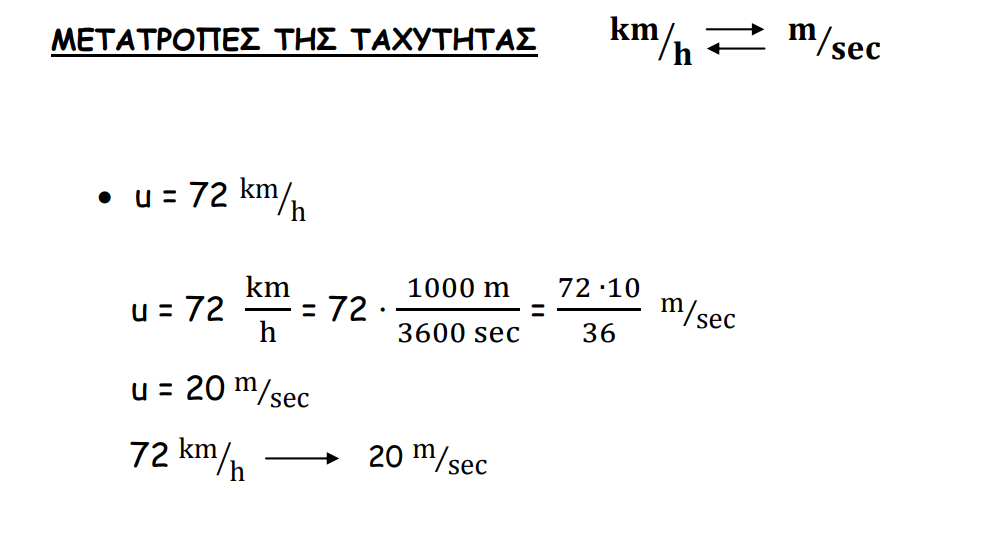 ΜΕΤΑΤΡΟΠΕΣ ΤΗΣ ΤΑΧΥΤΗΤΑΣ km/h ⇄ m/sec
• u = 72 km/h
u = 72 km/h = 72 · 1000 m/3600 sec = 72 ·10/36 m/sec
u = 20 m/sec
72 km/h ⟶ 20 m/sec